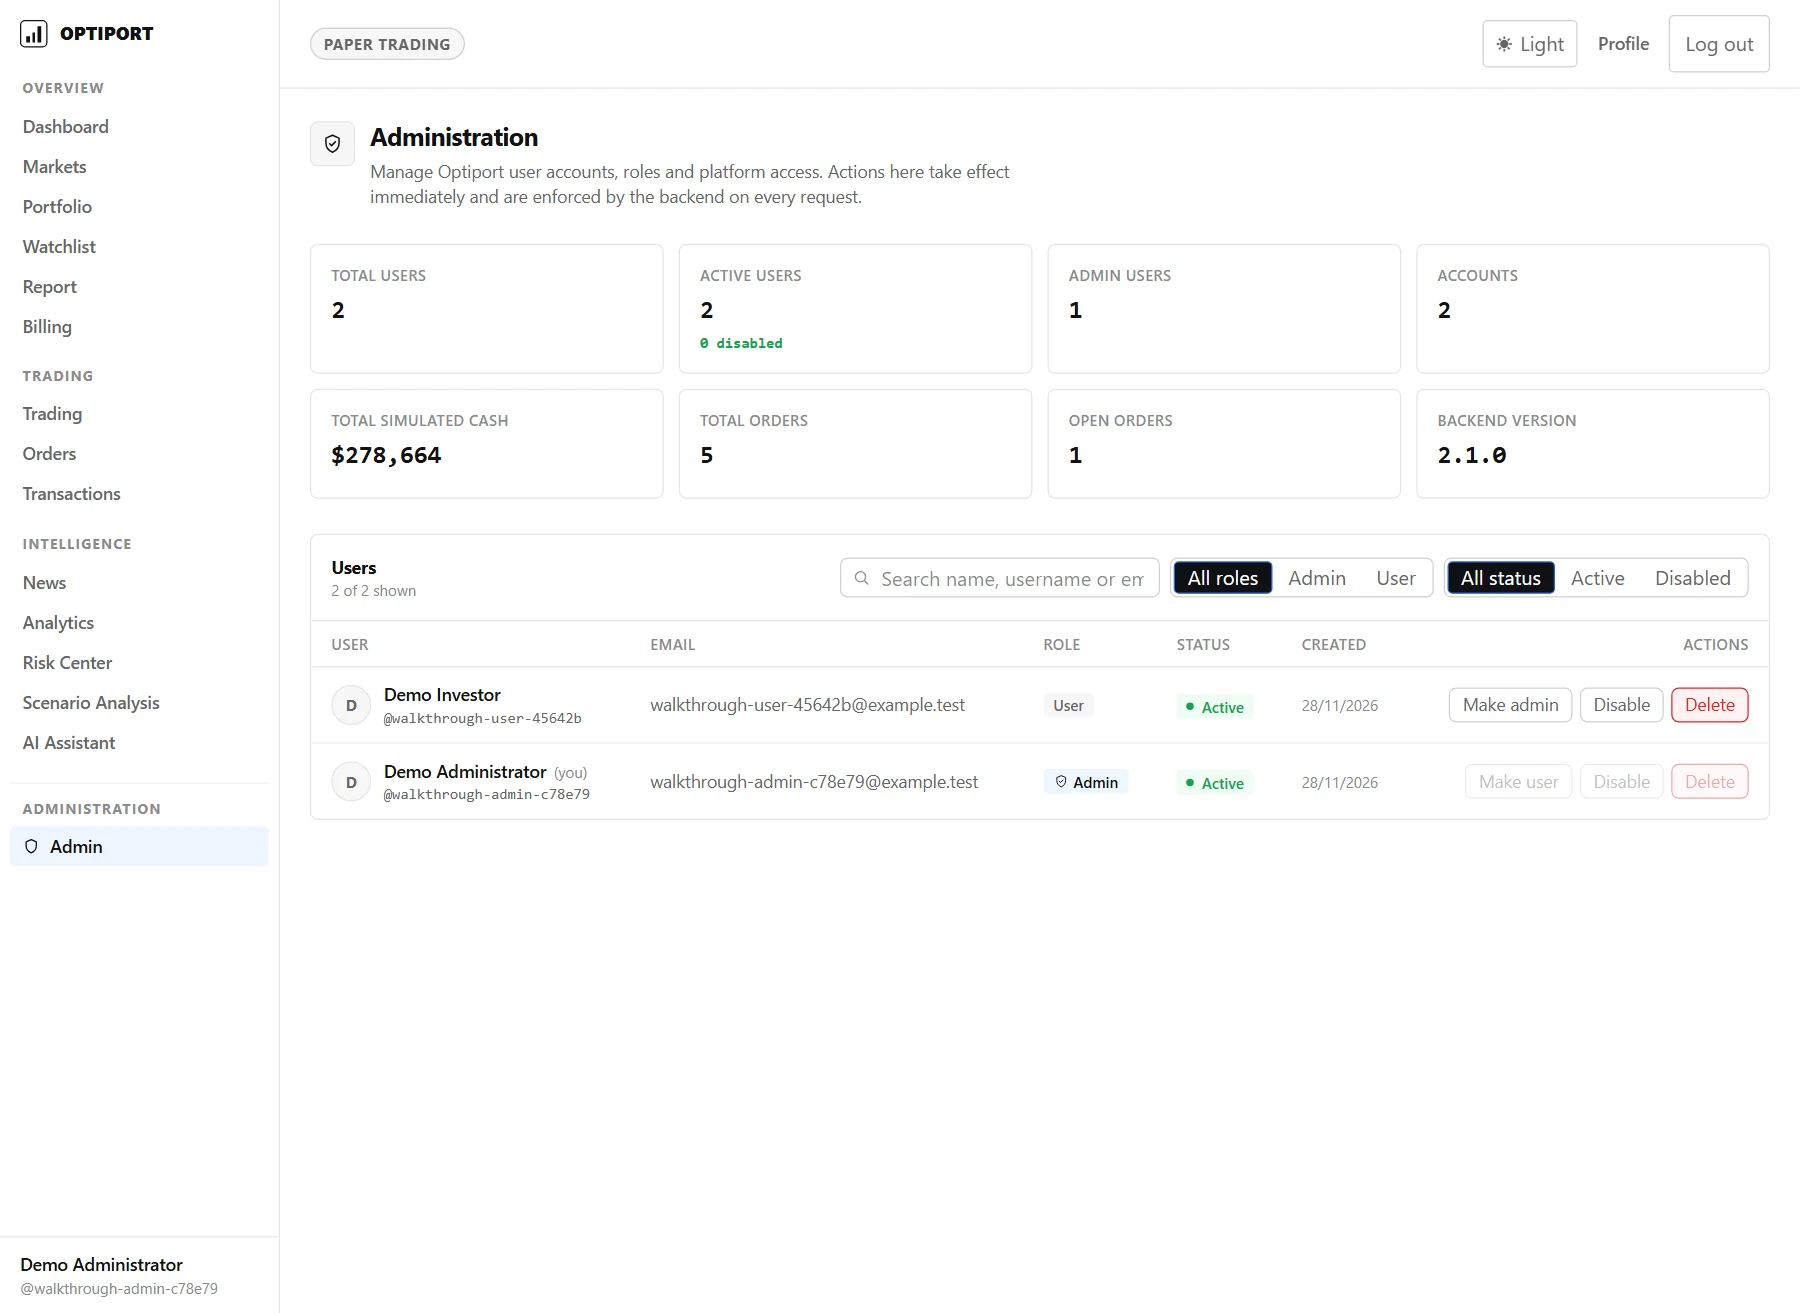 OPTIPORT
OVERVIEW
Dashboard
Markets
Portfolio
Watchlist
Report
Billing
TRADING
Trading
Orders
Transactions
INTELLIGENCE
News
Analytics
Risk Center
Scenario Analysis
AI Assistant
ADMINISTRATION
Admin
Demo Administrator
@walkthrough-admin-c78e79
PAPER TRADING
Light
Profile
Log out
Administration
Manage Optiport user accounts, roles and platform access. Actions here take effect
immediately and are enforced by the backend on every request.
TOTAL USERS
2
ACTIVE USERS
2
0 disabled
ADMIN USERS
1
ACCOUNTS
2
TOTAL SIMULATED CASH
$278,664
TOTAL ORDERS
5
OPEN ORDERS
1
BACKEND VERSION
2.1.0
Users
2 of 2 shown
Search name, username or em
All roles Admin User
All status Active Disabled
USER EMAIL ROLE STATUS CREATED ACTIONS
D
Demo Investor
@walkthrough-user-45642b
walkthrough-user-45642b@example.test
User
Active
28/11/2026
Make admin
Disable
Delete
D
Demo Administrator (you)
@walkthrough-admin-c78e79
walkthrough-admin-c78e79@example.test
Admin
Active
28/11/2026
Make user
Disable
Delete